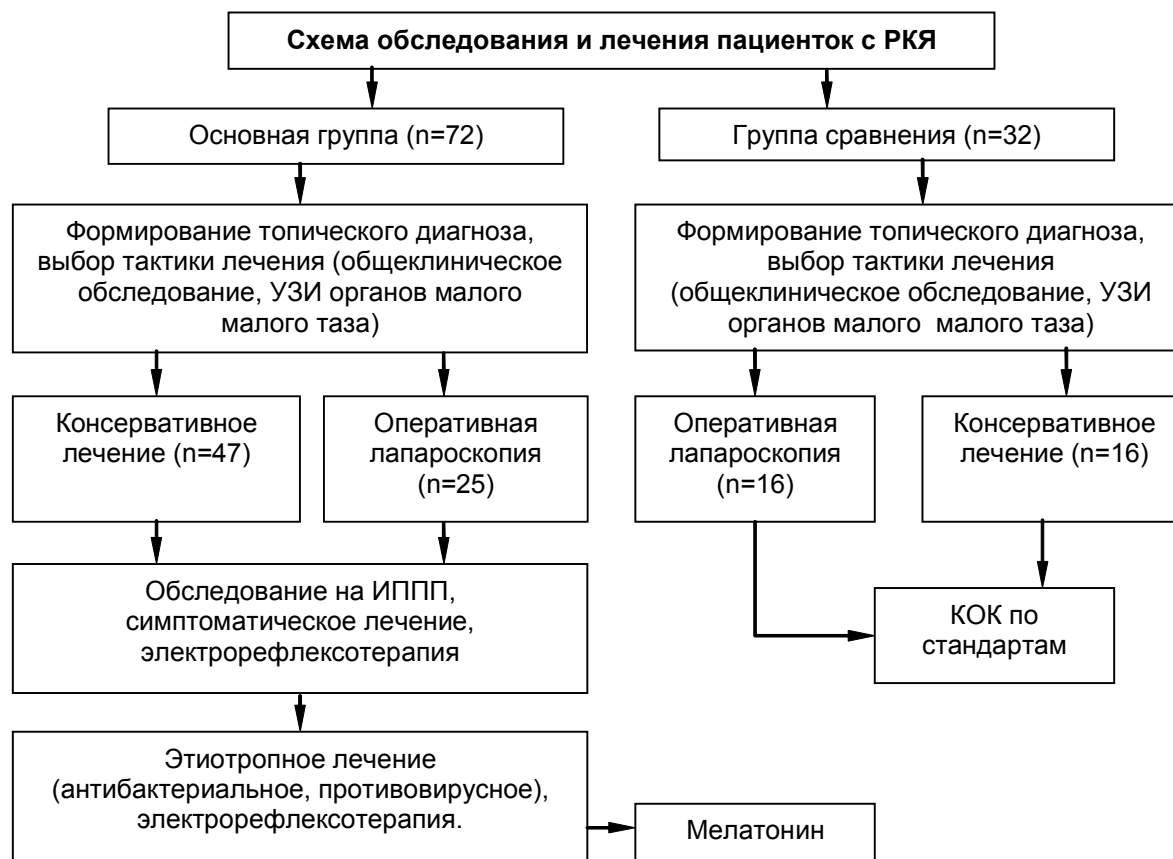 Схема обследования и лечения пациенток с РКЯ
Основная группа (n=72)
Группа сравнения (n=32)
Формирование топического диагноза,
выбор тактики лечения (общеклиническое
обследование, УЗИ органов малого
малого таза)
Формирование топического диагноза,
выбор тактики лечения
(общеклиническое обследование, УЗИ
органов малого малого таза)
Консервативное
лечение (n=47)
Оперативная
лапароскопия
(n=25)
Оперативная
лапароскопия
(n=16)
Консервативное
лечение (n=16)
Обследование на ИППП,
симптоматическое лечение,
электрорефлексотерапия
КОК по
стандартам
Этиотропное лечение
(антибактериальное, противовирусное),
электрорефлексотерапия.
Мелатонин